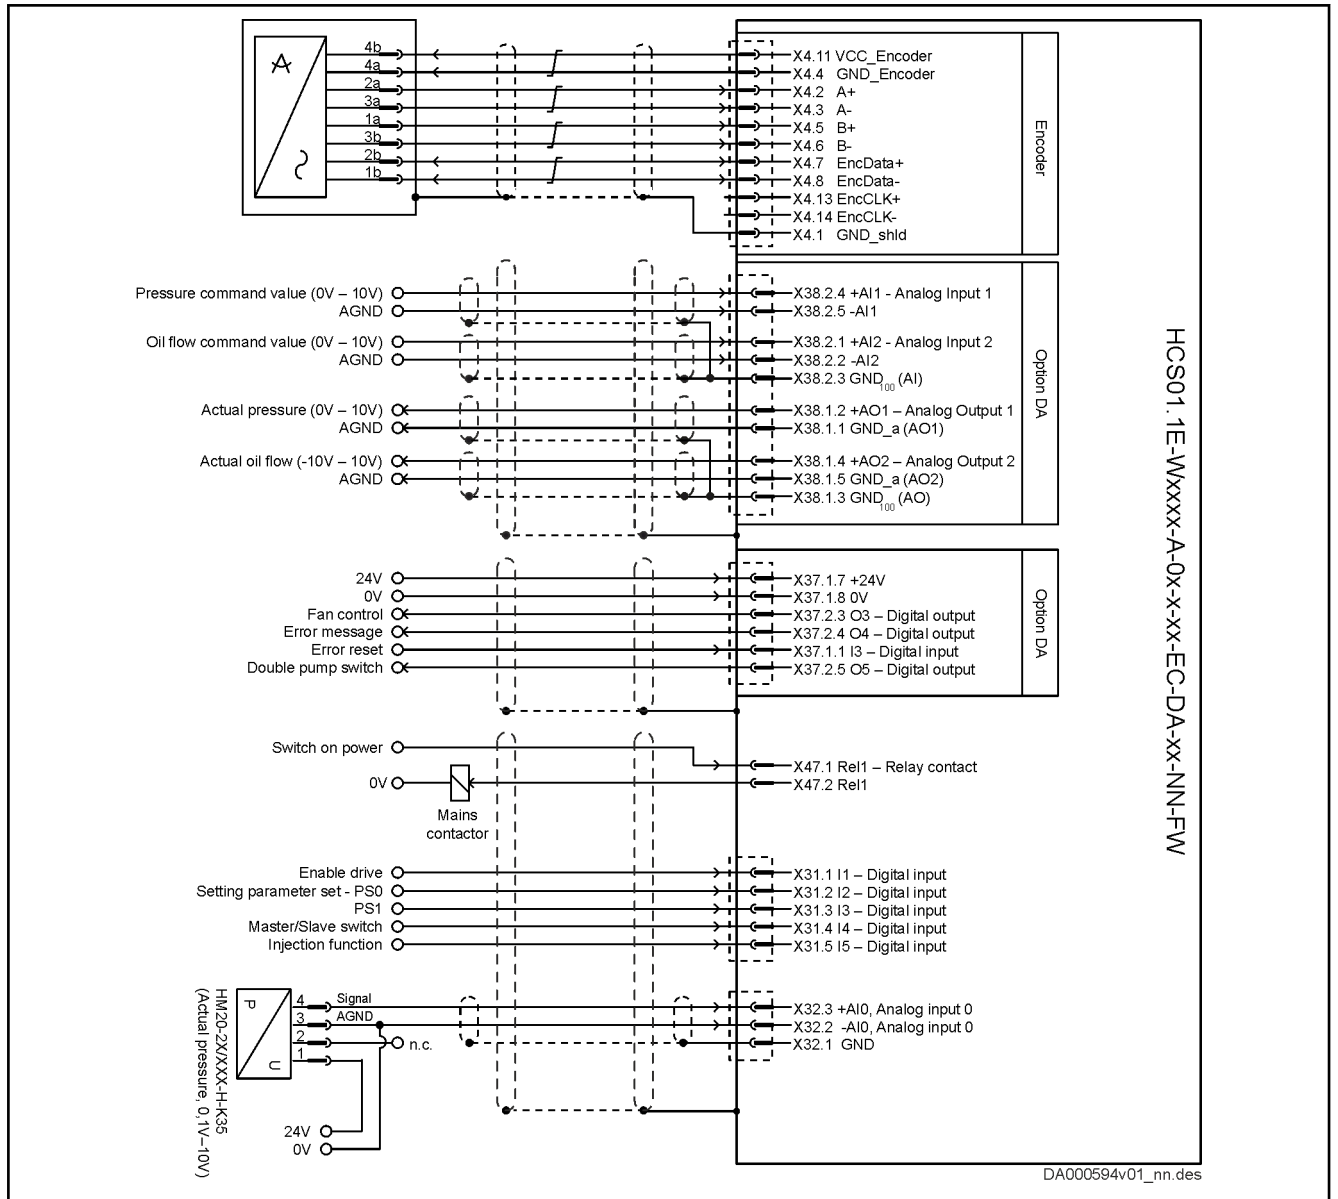 4b
4a
2a
3a
1a
3b
2b
1b
X4.11 VCC_Encoder
X4.4 GND_Encoder
X4.2 A+
X4.3 A-
X4.5 B+
X4.6 B-
X4.7 EncData+
X4.8 EncData-
X4.13 EncCLK+
X4.14 EncCLK-
X4.1 GND_shld
Encoder
Pressure command value (0V – 10V)
AGND
Oil flow command value (0V – 10V)
AGND
Actual pressure (0V – 10V)
AGND
Actual oil flow (-10V – 10V)
AGND
X38.2.4 +AI1 - Analog Input 1
X38.2.5 -AI1
X38.2.1 +AI2 - Analog Input 2
X38.2.2 -AI2
X38.2.3 GND100 (AI)
X38.1.2 +AO1 – Analog Output 1
X38.1.1 GND_a (AO1)
X38.1.4 +AO2 – Analog Output 2
X38.1.5 GND_a (AO2)
X38.1.3 GND100 (AO)
Option DA
24V
0V
Fan control
Error message
Error reset
Double pump switch
X37.1.7 +24V
X37.1.8 0V
X37.2.3 O3 – Digital output
X37.2.4 O4 – Digital output
X37.1.1 I3 – Digital input
X37.2.5 O5 – Digital output
Option DA
HCS01.1E-Wxxxx-A-0x-x-xx-EC-DA-xx-NN-FW
Switch on power
0V
Mains
contactor
X47.1 Rel1 – Relay contact
X47.2 Rel1
Enable drive
Setting parameter set - PS0
PS1
Master/Slave switch
Injection function
X31.1 I1 – Digital input
X31.2 I2 – Digital input
X31.3 I3 – Digital input
X31.4 I4 – Digital input
X31.5 I5 – Digital input
P
U
4
3
2
1
Signal
AGND
n.c.
24V
0V
HM20-2X/XXX-H-K35
(Actual pressure, 0,1V–10V)
X32.3 +AI0, Analog input 0
X32.2 -AI0, Analog input 0
X32.1 GND
DA000594v01_nn.des